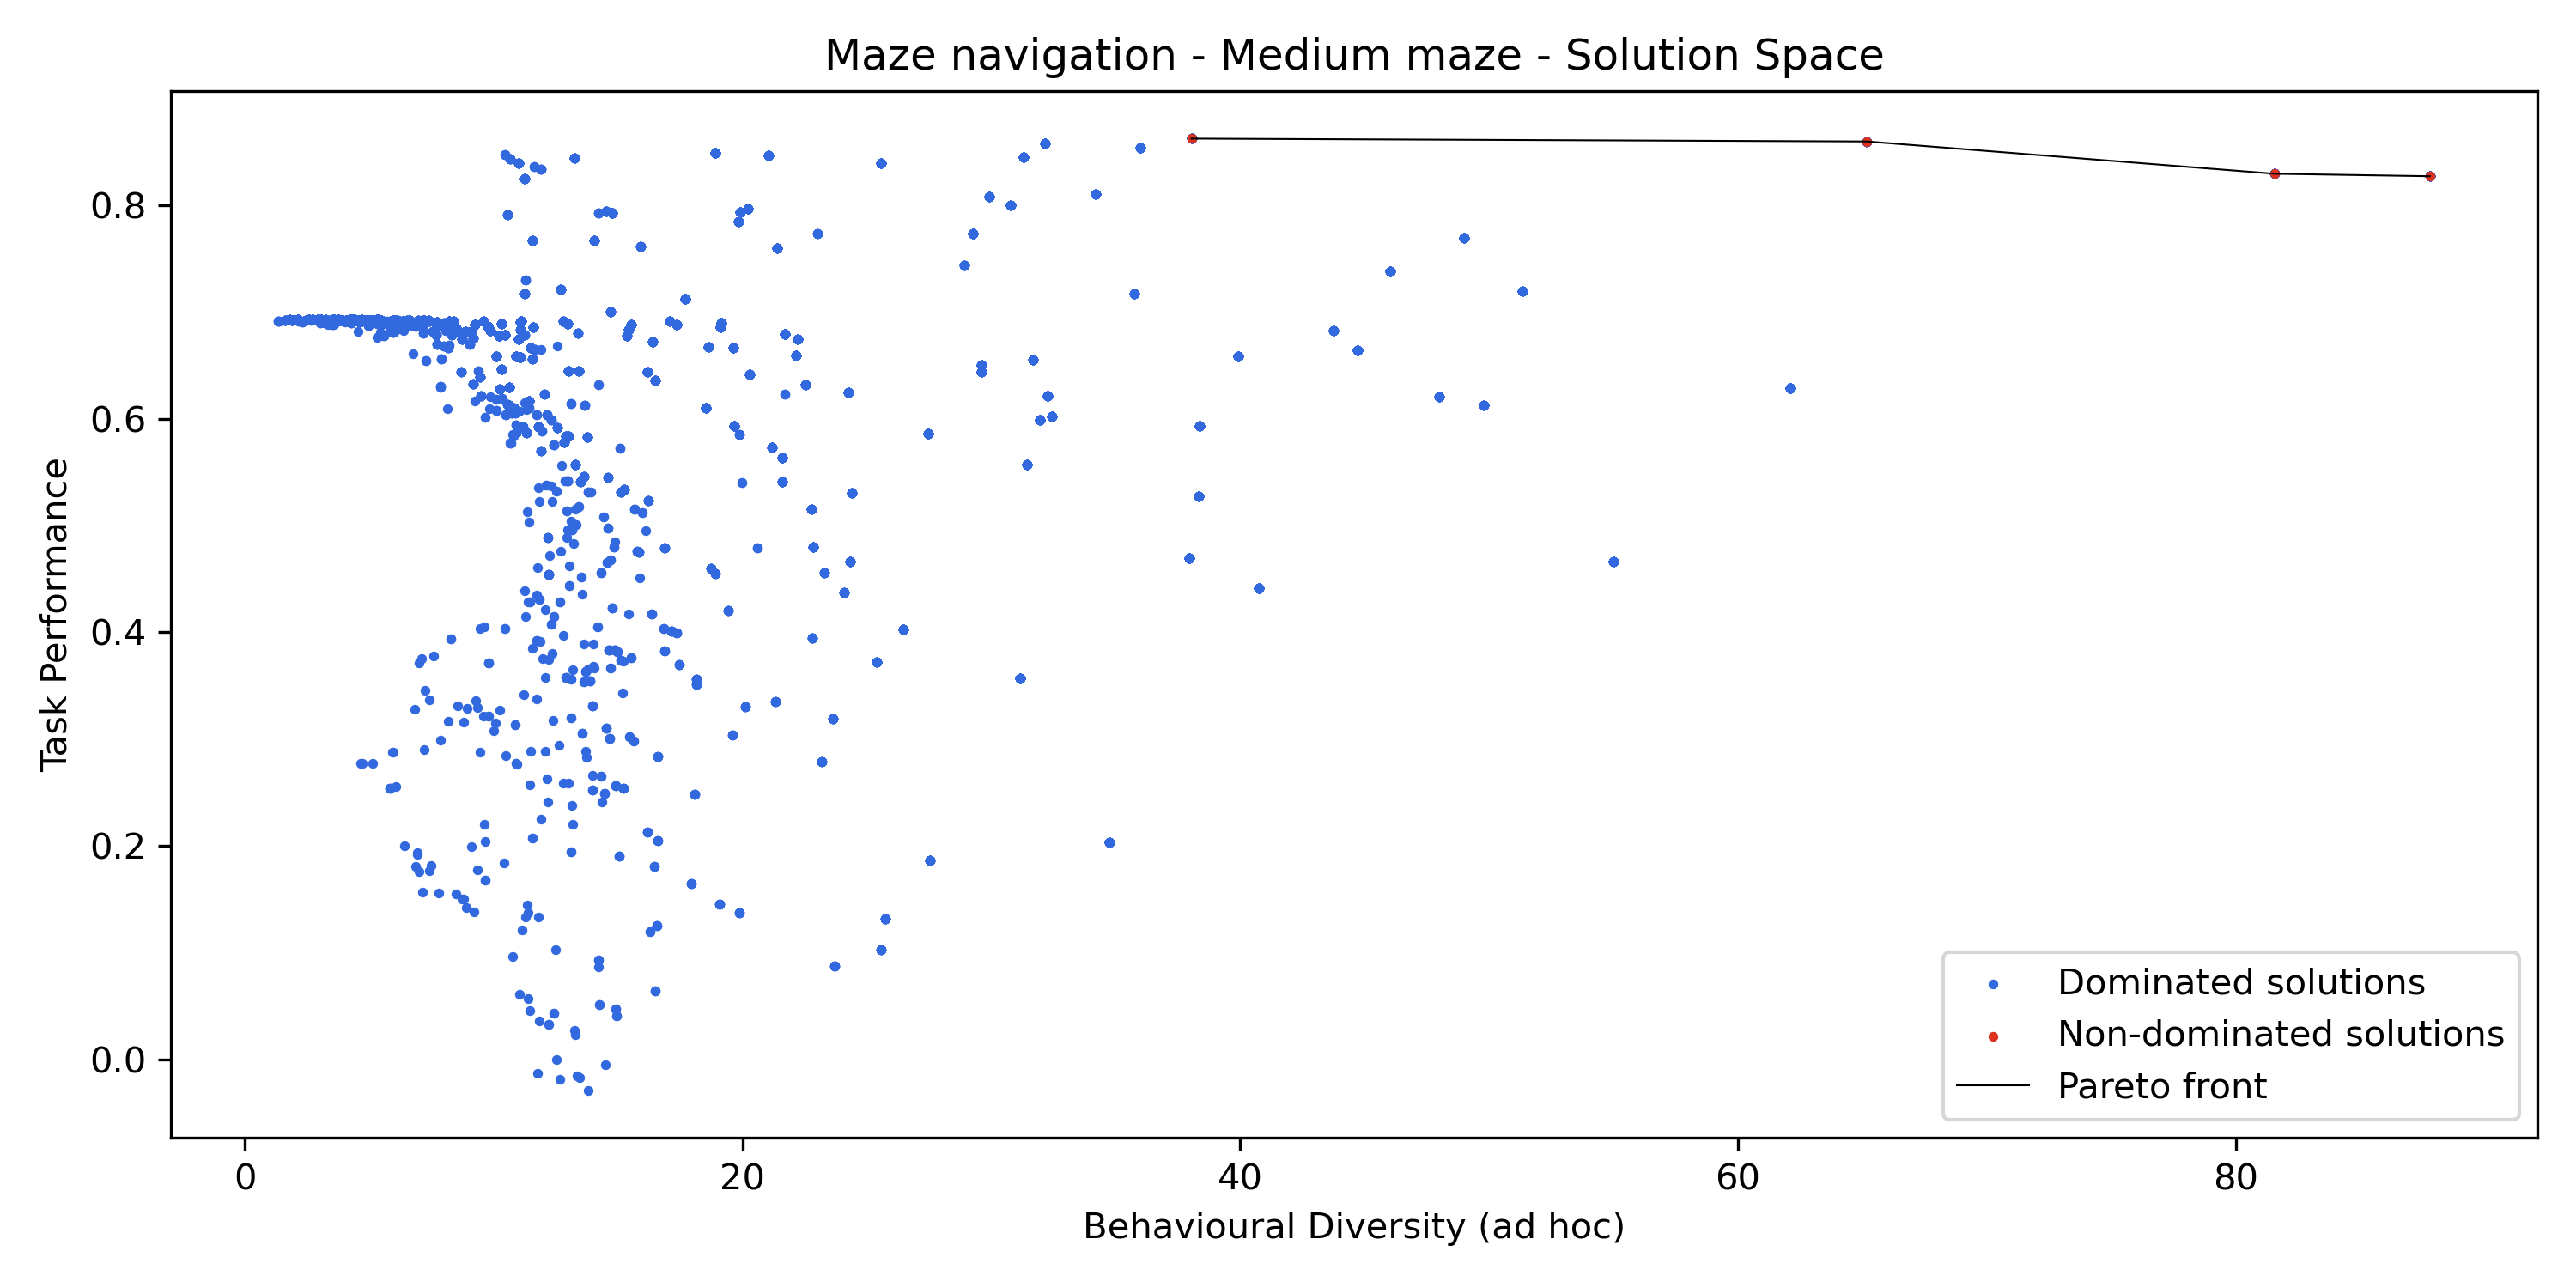 Maze navigation - Medium maze - Solution Space
Task Performance
0.8
0.6
0.4
0.2
0.0
0 20 40 60 80
Behavioural Diversity (ad hoc)
Dominated solutions
Non-dominated solutions
Pareto front